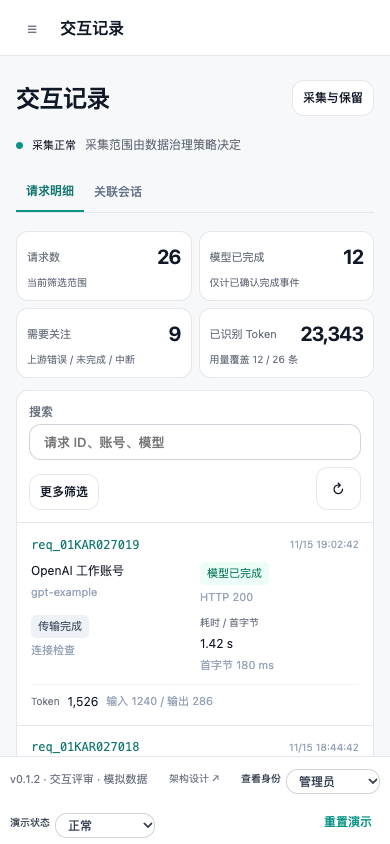 ≡ 交互记录
交互记录 采集与保留
采集正常 采集范围由数据治理策略决定
请求明细 关联会话
请求数 26
当前筛选范围
模型已完成 12
仅计已确认完成事件
需要关注 9
上游错误 / 未完成 / 中断
已识别 Token 23,343
用量覆盖 12 / 26 条
搜索
请求 ID、账号、模型
更多筛选 ↻
req_01KAR027019 11/15 19:02:42
OpenAI 工作账号
gpt-example
模型已完成
HTTP 200
传输完成
连接检查
耗时 / 首字节
1.42 s
首字节 180 ms
Token 1,526 输入 1240 / 输出 286
req_01KAR027018 11/15 18:44:42
v0.1.2 · 交互评审 · 模拟数据 架构设计 ↗ 查看身份 管理员
演示状态 正常 重置演示